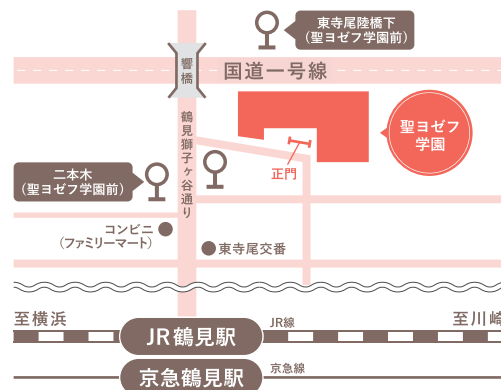 東寺尾陸橋下
(聖ヨゼフ学園前)
響橋
国道一号線
鶴見獅子ヶ谷通り
聖ヨゼフ
学園
正門
二本木
(聖ヨゼフ学園前)
コンビニ
(ファミリーマート)
東寺尾交番
至横浜
至川崎
JR鶴見駅
JR線
京急鶴見駅
京急線